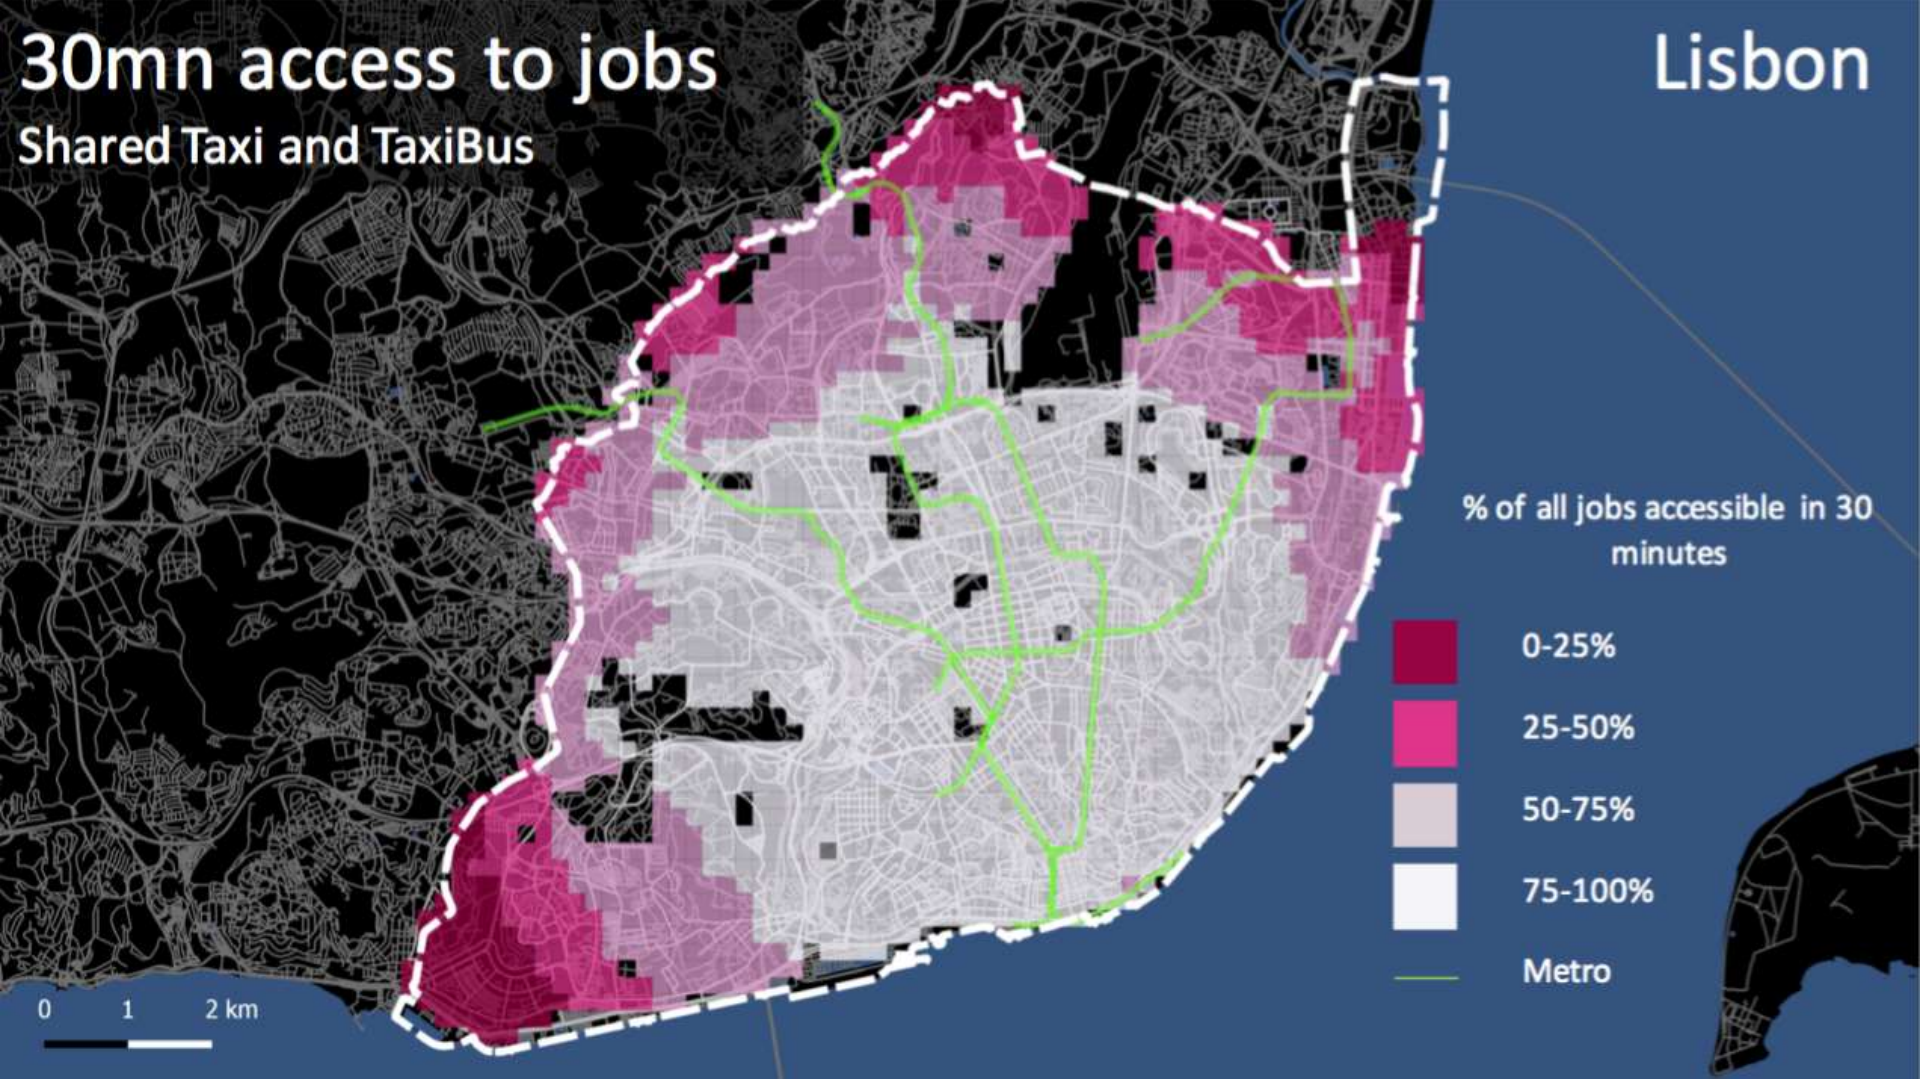 30mn access to jobs
Shared Taxi and TaxiBus
Lisbon
% of all jobs accessible in 30
minutes
0-25%
25-50%
50-75%
75-100%
Metro
0 1 2 km